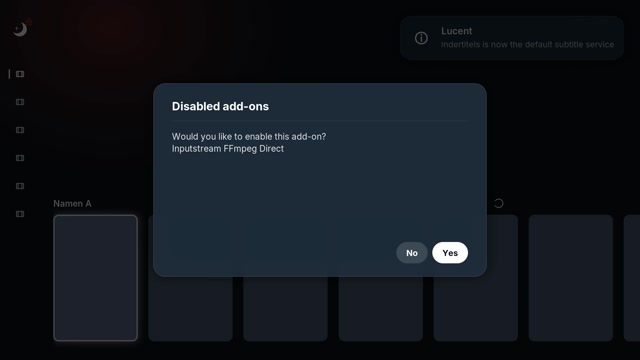 Lucent
Indertitels is now the default subtitle service
Disabled add-ons
Would you like to enable this add-on?
Inputstream FFmpeg Direct
Namen A
No
Yes